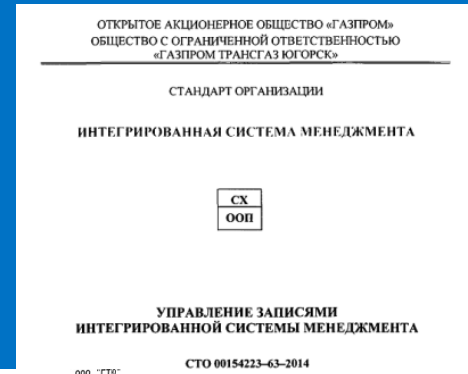 ОТКРЫТОЕ АКЦИОНЕРНОЕ ОБЩЕСТВО «ГАЗПРОМ»
ОБЩЕСТВО С ОГРАНИЧЕННОЙ ОТВЕТСТВЕННОСТЬЮ
«ГАЗПРОМ ТРАНСГАЗ ЮГОРСК»
СТАНДАРТ ОРГАНИЗАЦИИ
ИНТЕГРИРОВАННАЯ СИСТЕМА МЕНЕДЖМЕНТА
СХ
ООП
УПРАВЛЕНИЕ ЗАПИСЯМИ
ИНТЕГРИРОВАННОЙ СИСТЕМЫ МЕНЕДЖМЕНТА
СТО 00154223–63–2014